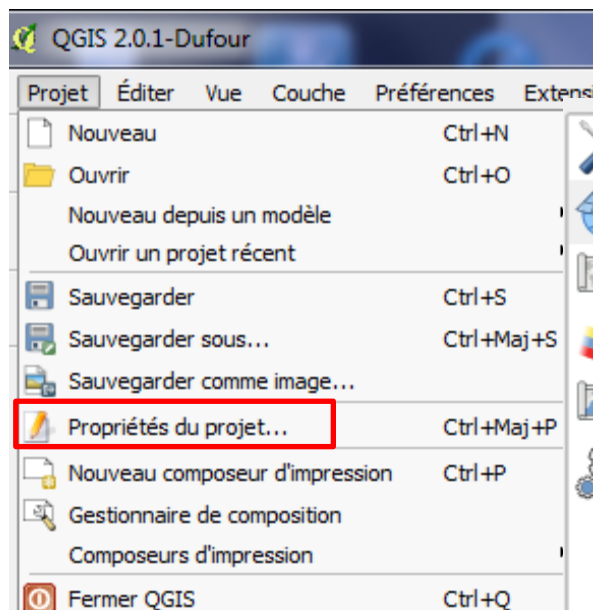 QGIS 2.0.1-Dufour
Projet Éditer Vue Couche Préférences
Nouveau Ctrl+N
Ouvrir Ctrl+O
Nouveau depuis un modèle
Ouvrir un projet récent
Sauvegarder Ctrl+S
Sauvegarder sous... Ctrl+Maj+S
Sauvegarder comme image...
Propriétés du projet... Ctrl+Maj+P
Nouveau composeur d'impression Ctrl+P
Gestionnaire de composition
Composeurs d'impression
Fermer QGIS Ctrl+Q